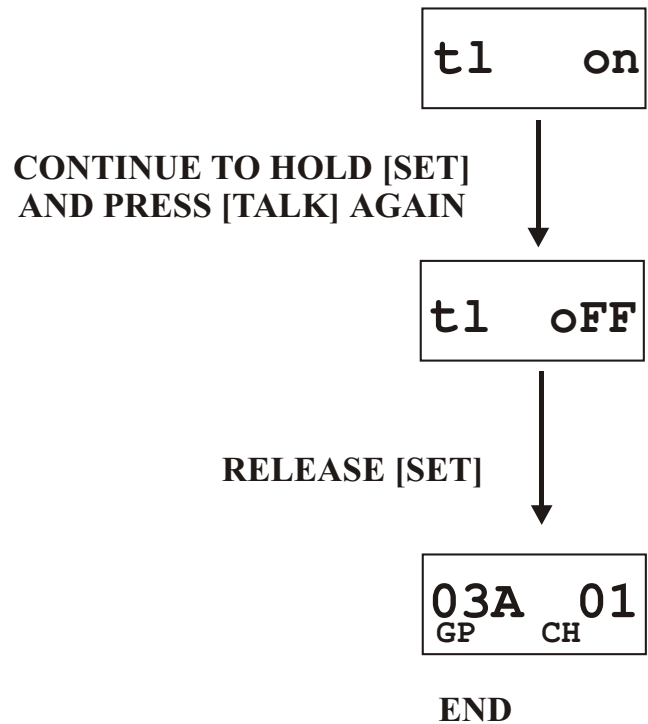 tl on
CONTINUE TO HOLD [SET]
AND PRESS [TALK] AGAIN
tl oFF
RELEASE [SET]
03A 01
GP CH
END